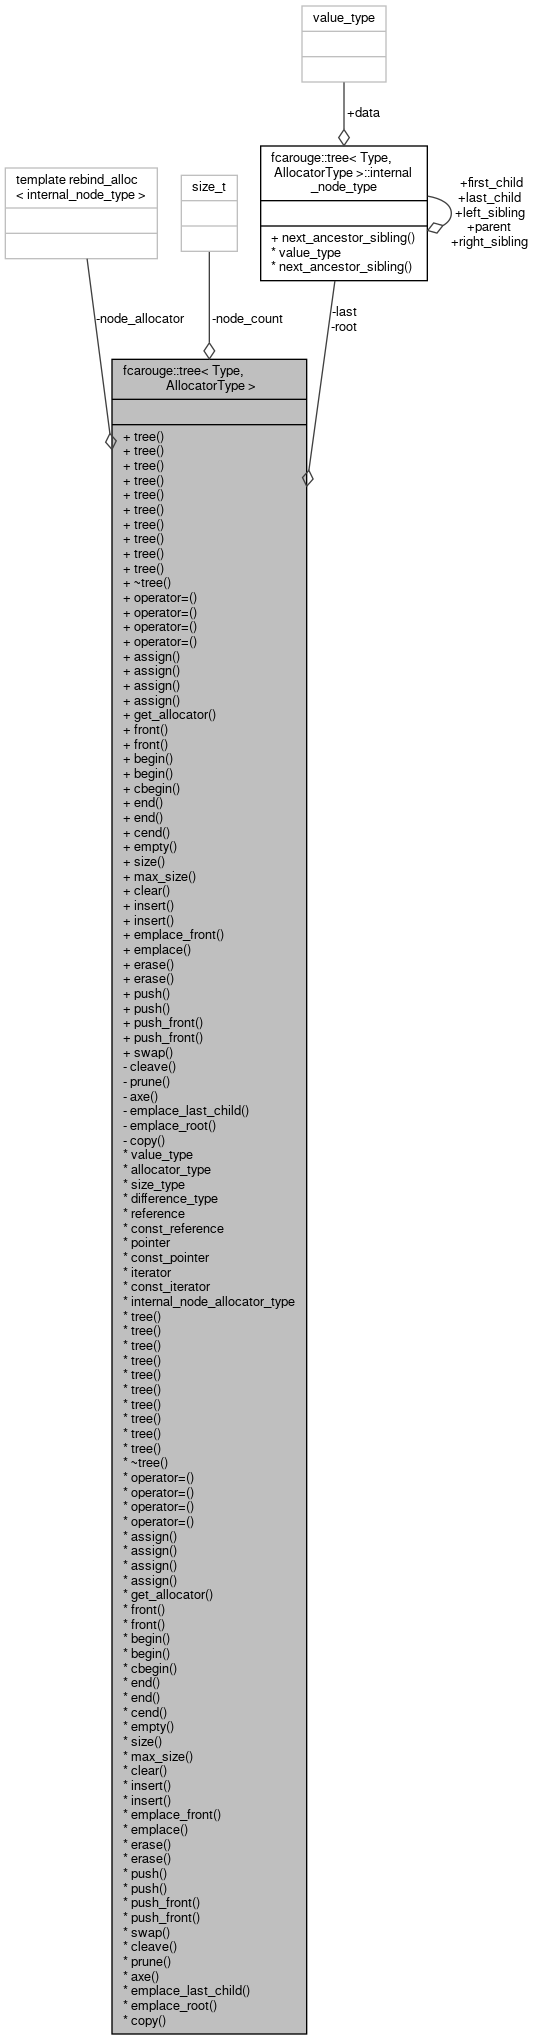 value_type
+data
fcarouge::tree< Type,
AllocatorType >::internal
_node_type
+ next_ancestor_sibling()
* value_type
* next_ancestor_sibling()
+first_child
+last_child
+left_sibling
+parent
+right_sibling
template rebind_alloc
< internal_node_type >
size_t
-node_allocator
-node_count
-last
-root
fcarouge::tree< Type,
AllocatorType >
+ tree()
+ tree()
+ tree()
+ tree()
+ tree()
+ tree()
+ tree()
+ tree()
+ tree()
+ tree()
+ ~tree()
+ operator=()
+ operator=()
+ operator=()
+ operator=()
+ assign()
+ assign()
+ assign()
+ assign()
+ get_allocator()
+ front()
+ front()
+ begin()
+ begin()
+ cbegin()
+ end()
+ end()
+ cend()
+ empty()
+ size()
+ max_size()
+ clear()
+ insert()
+ insert()
+ emplace_front()
+ emplace()
+ erase()
+ erase()
+ push()
+ push()
+ push_front()
+ push_front()
+ swap()
- cleave()
- prune()
- axe()
- emplace_last_child()
- emplace_root()
- copy()
* value_type
* allocator_type
* size_type
* difference_type
* reference
* const_reference
* pointer
* const_pointer
* iterator
* const_iterator
* internal_node_allocator_type
* tree()
* tree()
* tree()
* tree()
* tree()
* tree()
* tree()
* tree()
* tree()
* tree()
* ~tree()
* operator=()
* operator=()
* operator=()
* operator=()
* assign()
* assign()
* assign()
* assign()
* get_allocator()
* front()
* front()
* begin()
* begin()
* cbegin()
* end()
* end()
* cend()
* empty()
* size()
* max_size()
* clear()
* insert()
* insert()
* emplace_front()
* emplace()
* erase()
* erase()
* push()
* push()
* push_front()
* push_front()
* swap()
* cleave()
* prune()
* axe()
* emplace_last_child()
* emplace_root()
* copy()